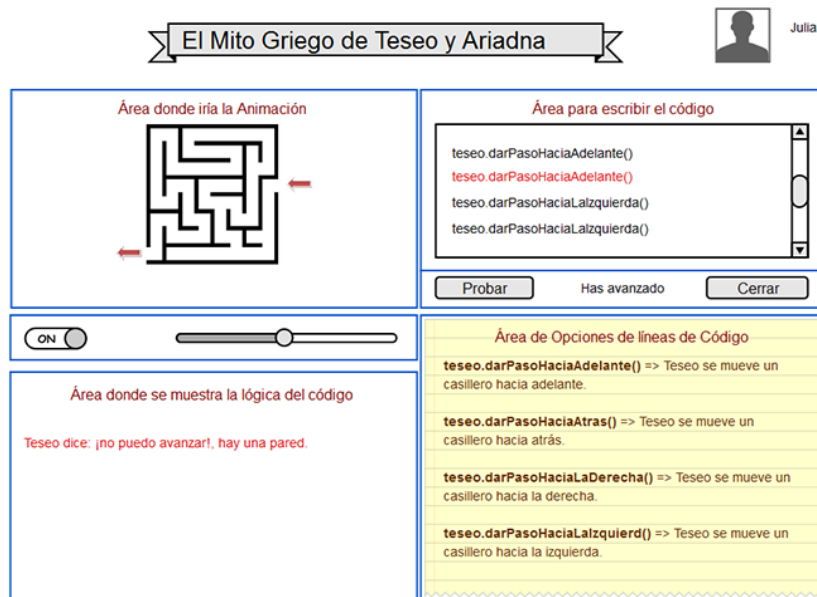 El Mito Griego de Teseo y Ariadna
Julia
Área donde iría la Animación
Área para escribir el código
teseo.darPasoHaciaAdelante()
teseo.darPasoHaciaAdelante()
teseo.darPasoHaciaLaIzquierda()
teseo.darPasoHaciaLaIzquierda()
Probar
Has avanzado
Cerrar
ON
Área de Opciones de líneas de Código
teseo.darPasoHaciaAdelante() => Teseo se mueve un
casillero hacia adelante.
teseo.darPasoHaciaAtras() => Teseo se mueve un
casillero hacia atrás.
teseo.darPasoHaciaLaDerecha() => Teseo se mueve un
casillero hacia la derecha.
teseo.darPasoHaciaLaIzquierd() => Teseo se mueve un
casillero hacia la izquierda.
Área donde se muestra la lógica del código
Teseo dice: ¡no puedo avanzar!, hay una pared.